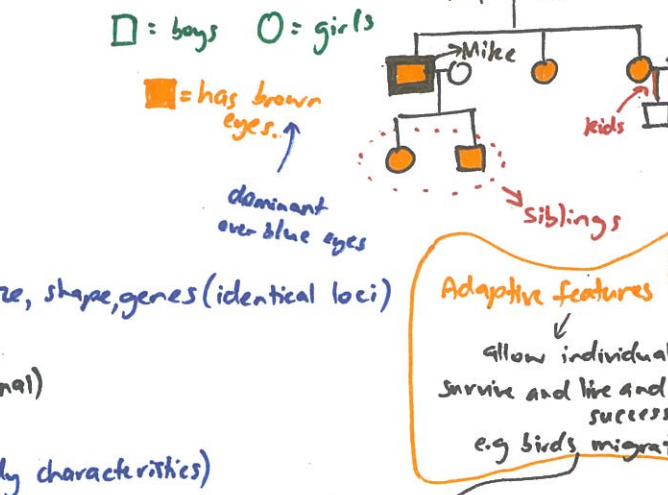 = boys = girls
Mike
= has brown
eyes.
kids
dominant
over blue eyes
siblings
shape, genes (identical loci)
Adaptive features
allow individual
survive and live and
success
e.g birds migrat
nal)
ly characteristics)